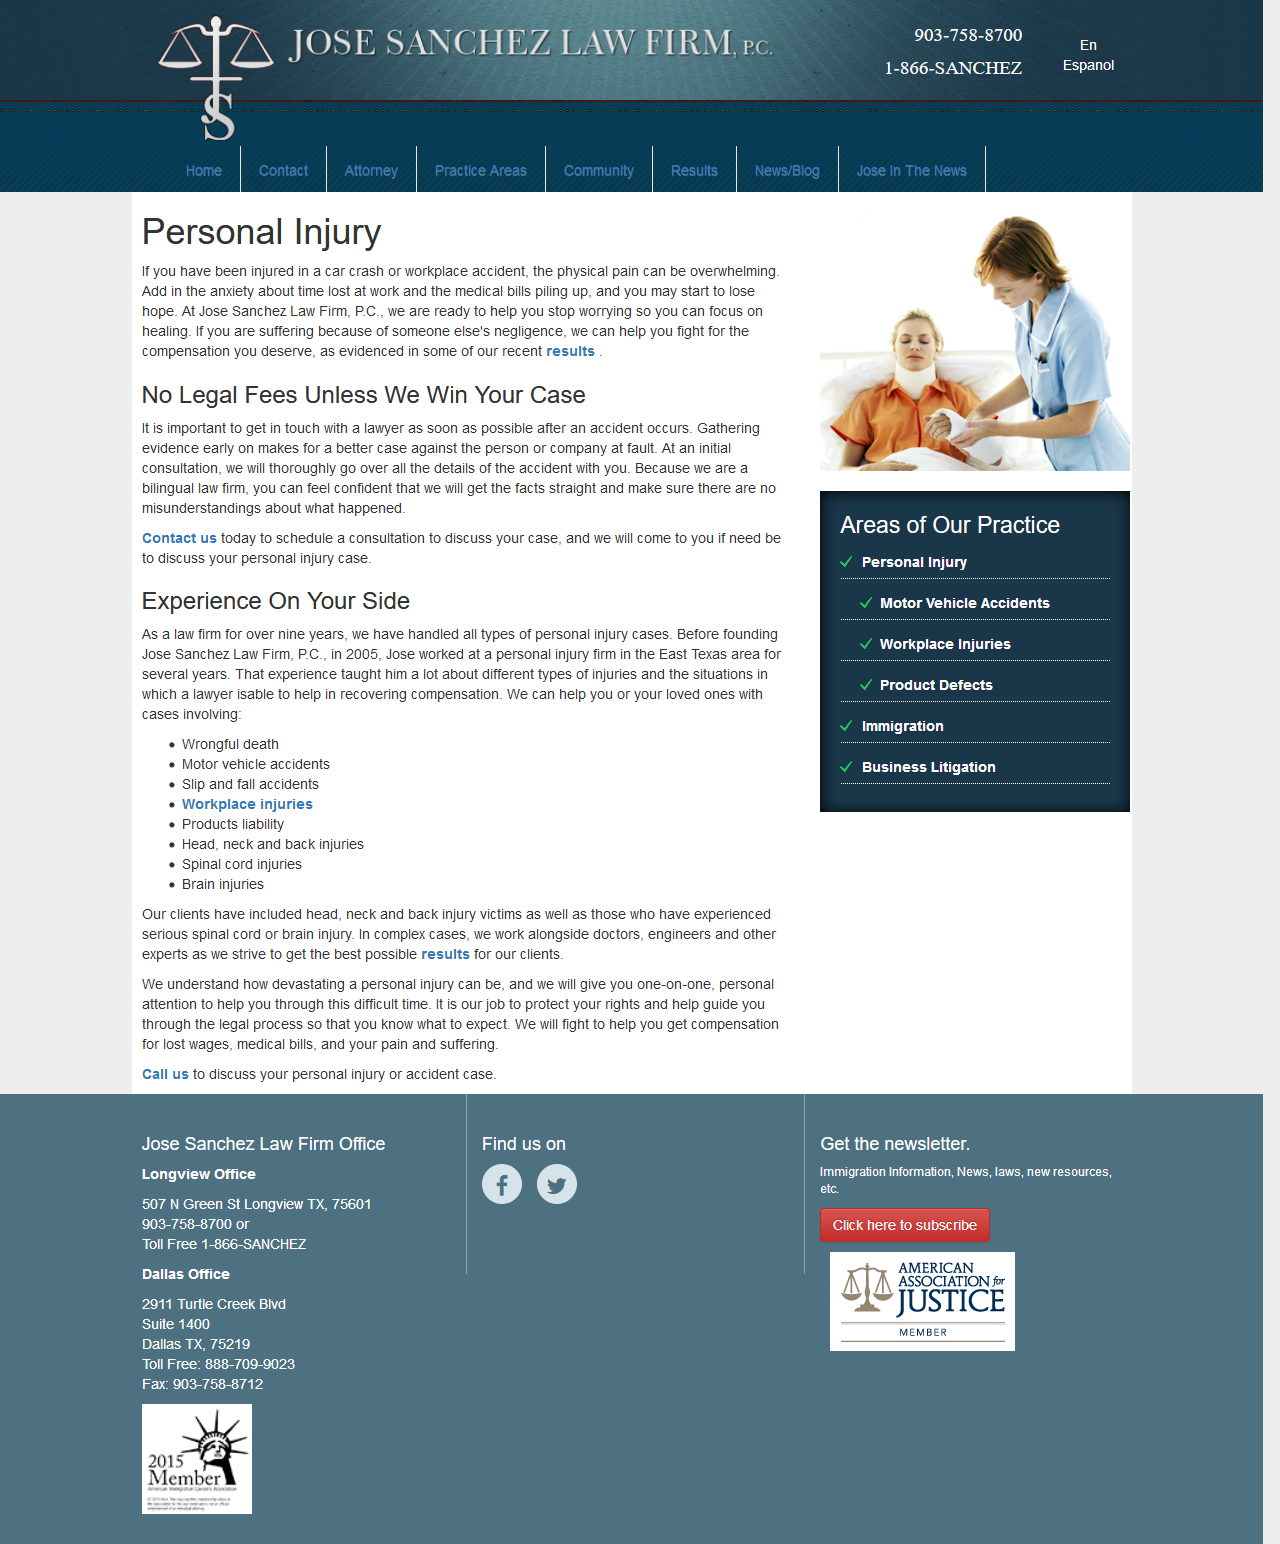 JOSE SANCHEZ LAW FIRM, P.C.
903-758-8700
1-866-SANCHEZ
En
Espanol
Home
Contact
Attorney
Practice Areas
Community
Results
News/Blog
Jose In The News
Personal Injury
If you have been injured in a car crash or workplace accident, the physical pain can be overwhelming.
Add in the anxiety about time lost at work and the medical bills piling up, and you may start to lose
hope. At Jose Sanchez Law Firm, P.C., we are ready to help you stop worrying so you can focus on
healing. If you are suffering because of someone else's negligence, we can help you fight for the
compensation you deserve, as evidenced in some of our recent results .
No Legal Fees Unless We Win Your Case
It is important to get in touch with a lawyer as soon as possible after an accident occurs. Gathering
evidence early on makes for a better case against the person or company at fault. At an initial
consultation, we will thoroughly go over all the details of the accident with you. Because we are a
bilingual law firm, you can feel confident that we will get the facts straight and make sure there are no
misunderstandings about what happened.
Contact us today to schedule a consultation to discuss your case, and we will come to you if need be
to discuss your personal injury case.
Experience On Your Side
As a law firm for over nine years, we have handled all types of personal injury cases. Before founding
Jose Sanchez Law Firm, P.C., in 2005, Jose worked at a personal injury firm in the East Texas area for
several years. That experience taught him a lot about different types of injuries and the situations in
which a lawyer isable to help in recovering compensation. We can help you or your loved ones with
cases involving:
Wrongful death
Motor vehicle accidents
Slip and fall accidents
Workplace injuries
Products liability
Head, neck and back injuries
Spinal cord injuries
Brain injuries
Our clients have included head, neck and back injury victims as well as those who have experienced
serious spinal cord or brain injury. In complex cases, we work alongside doctors, engineers and other
experts as we strive to get the best possible results for our clients.
We understand how devastating a personal injury can be, and we will give you one-on-one, personal
attention to help you through this difficult time. It is our job to protect your rights and help guide you
through the legal process so that you know what to expect. We will fight to help you get compensation
for lost wages, medical bills, and your pain and suffering.
Call us to discuss your personal injury or accident case.
Areas of Our Practice
Personal Injury
Motor Vehicle Accidents
Workplace Injuries
Product Defects
Immigration
Business Litigation
Jose Sanchez Law Firm Office
Longview Office
507 N Green St Longview TX, 75601
903-758-8700 or
Toll Free 1-866-SANCHEZ
Dallas Office
2911 Turtle Creek Blvd
Suite 1400
Dallas TX, 75219
Toll Free: 888-709-9023
Fax: 903-758-8712
2015
Member
American Immigration Lawyers Association
Find us on
Get the newsletter.
Immigration Information, News, laws, new resources,
etc.
Click here to subscribe
AMERICAN
ASSOCIATION for
JUSTICE
MEMBER